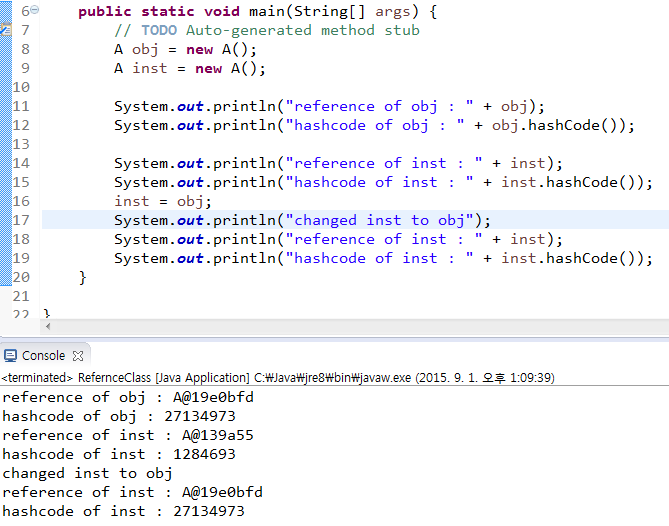 6 public static void main(String[] args) {
7 // TODO Auto-generated method stub
8 A obj = new A();
9 A inst = new A();
10
11 System.out.println("reference of obj : " + obj);
12 System.out.println("hashcode of obj : " + obj.hashCode());
13
14 System.out.println("reference of inst : " + inst);
15 System.out.println("hashcode of inst : " + inst.hashCode());
16 inst = obj;
17 System.out.println("changed inst to obj");
18 System.out.println("reference of inst : " + inst);
19 System.out.println("hashcode of inst : " + inst.hashCode());
20 }
21
22 }
Console
<terminated> RefernceClass [Java Application] C:₩Java₩jre8₩bin₩javaw.exe (2015. 9. 1. 오후 1:09:39)
reference of obj : A@19e0bfd
hashcode of obj : 27134973
reference of inst : A@139a55
hashcode of inst : 1284693
changed inst to obj
reference of inst : A@19e0bfd
hashcode of inst : 27134973